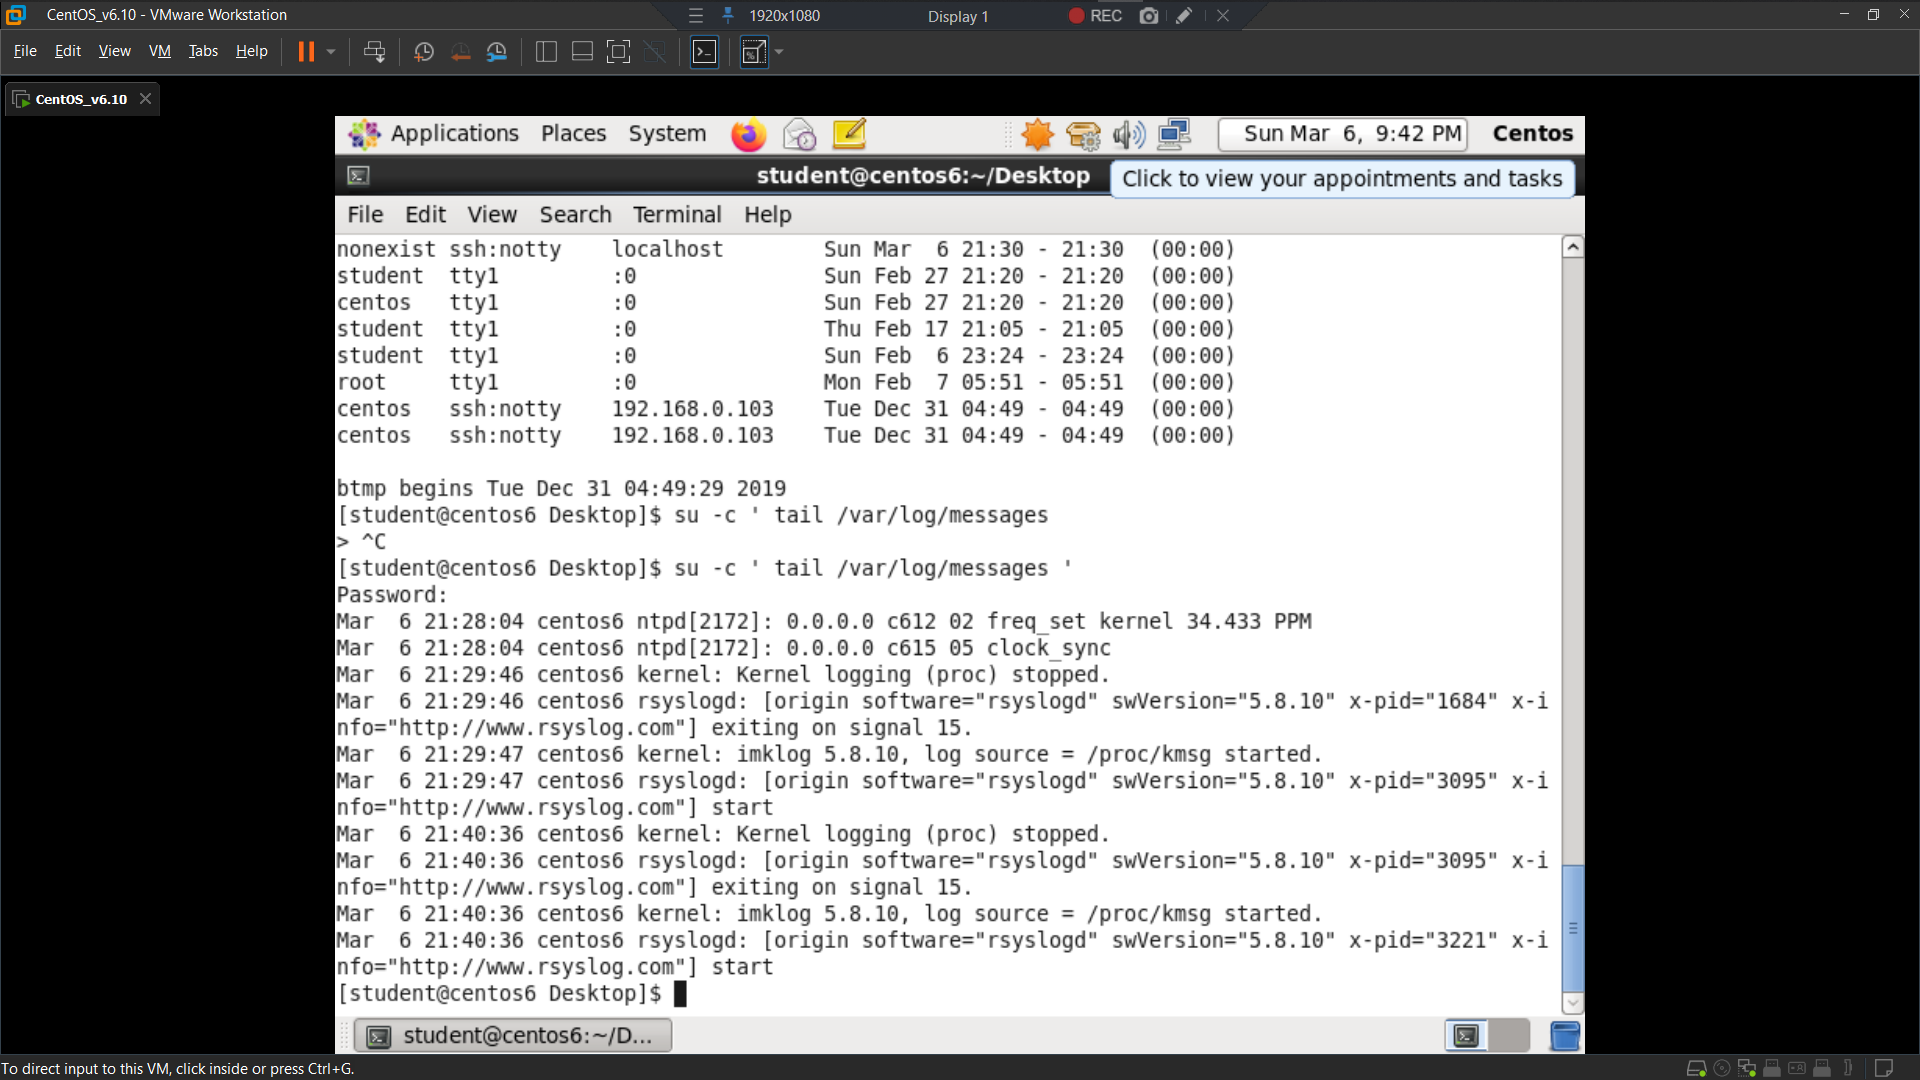 CentOS_v6.10 - VMware Workstation
1920x1080
Display 1
REC
File Edit View VM Tabs Help
CentOS_v6.10
Applications Places System
Sun Mar  6,  9:42 PM
Centos
student@centos6:~/Desktop
Click to view your appointments and tasks
File Edit View Search Terminal Help
nonexist ssh:notty    localhost        Sun Mar  6 21:30 - 21:30  (00:00)
student  tty1         :0               Sun Feb 27 21:20 - 21:20  (00:00)
centos   tty1         :0               Sun Feb 27 21:20 - 21:20  (00:00)
student  tty1         :0               Thu Feb 17 21:05 - 21:05  (00:00)
student  tty1         :0               Sun Feb  6 23:24 - 23:24  (00:00)
root     tty1         :0               Mon Feb  7 05:51 - 05:51  (00:00)
centos   ssh:notty    192.168.0.103    Tue Dec 31 04:49 - 04:49  (00:00)
centos   ssh:notty    192.168.0.103    Tue Dec 31 04:49 - 04:49  (00:00)
btmp begins Tue Dec 31 04:49:29 2019
[student@centos6 Desktop]$ su -c ' tail /var/log/messages
> ^C
[student@centos6 Desktop]$ su -c ' tail /var/log/messages '
Password:
Mar  6 21:28:04 centos6 ntpd[2172]: 0.0.0.0 c612 02 freq_set kernel 34.433 PPM
Mar  6 21:28:04 centos6 ntpd[2172]: 0.0.0.0 c615 05 clock_sync
Mar  6 21:29:46 centos6 kernel: Kernel logging (proc) stopped.
Mar  6 21:29:46 centos6 rsyslogd: [origin software="rsyslogd" swVersion="5.8.10" x-pid="1684" x-i
nfo="http://www.rsyslog.com"] exiting on signal 15.
Mar  6 21:29:47 centos6 kernel: imklog 5.8.10, log source = /proc/kmsg started.
Mar  6 21:29:47 centos6 rsyslogd: [origin software="rsyslogd" swVersion="5.8.10" x-pid="3095" x-i
nfo="http://www.rsyslog.com"] start
Mar  6 21:40:36 centos6 kernel: Kernel logging (proc) stopped.
Mar  6 21:40:36 centos6 rsyslogd: [origin software="rsyslogd" swVersion="5.8.10" x-pid="3095" x-i
nfo="http://www.rsyslog.com"] exiting on signal 15.
Mar  6 21:40:36 centos6 kernel: imklog 5.8.10, log source = /proc/kmsg started.
Mar  6 21:40:36 centos6 rsyslogd: [origin software="rsyslogd" swVersion="5.8.10" x-pid="3221" x-i
nfo="http://www.rsyslog.com"] start
[student@centos6 Desktop]$
student@centos6:~/D...
To direct input to this VM, click inside or press Ctrl+G.